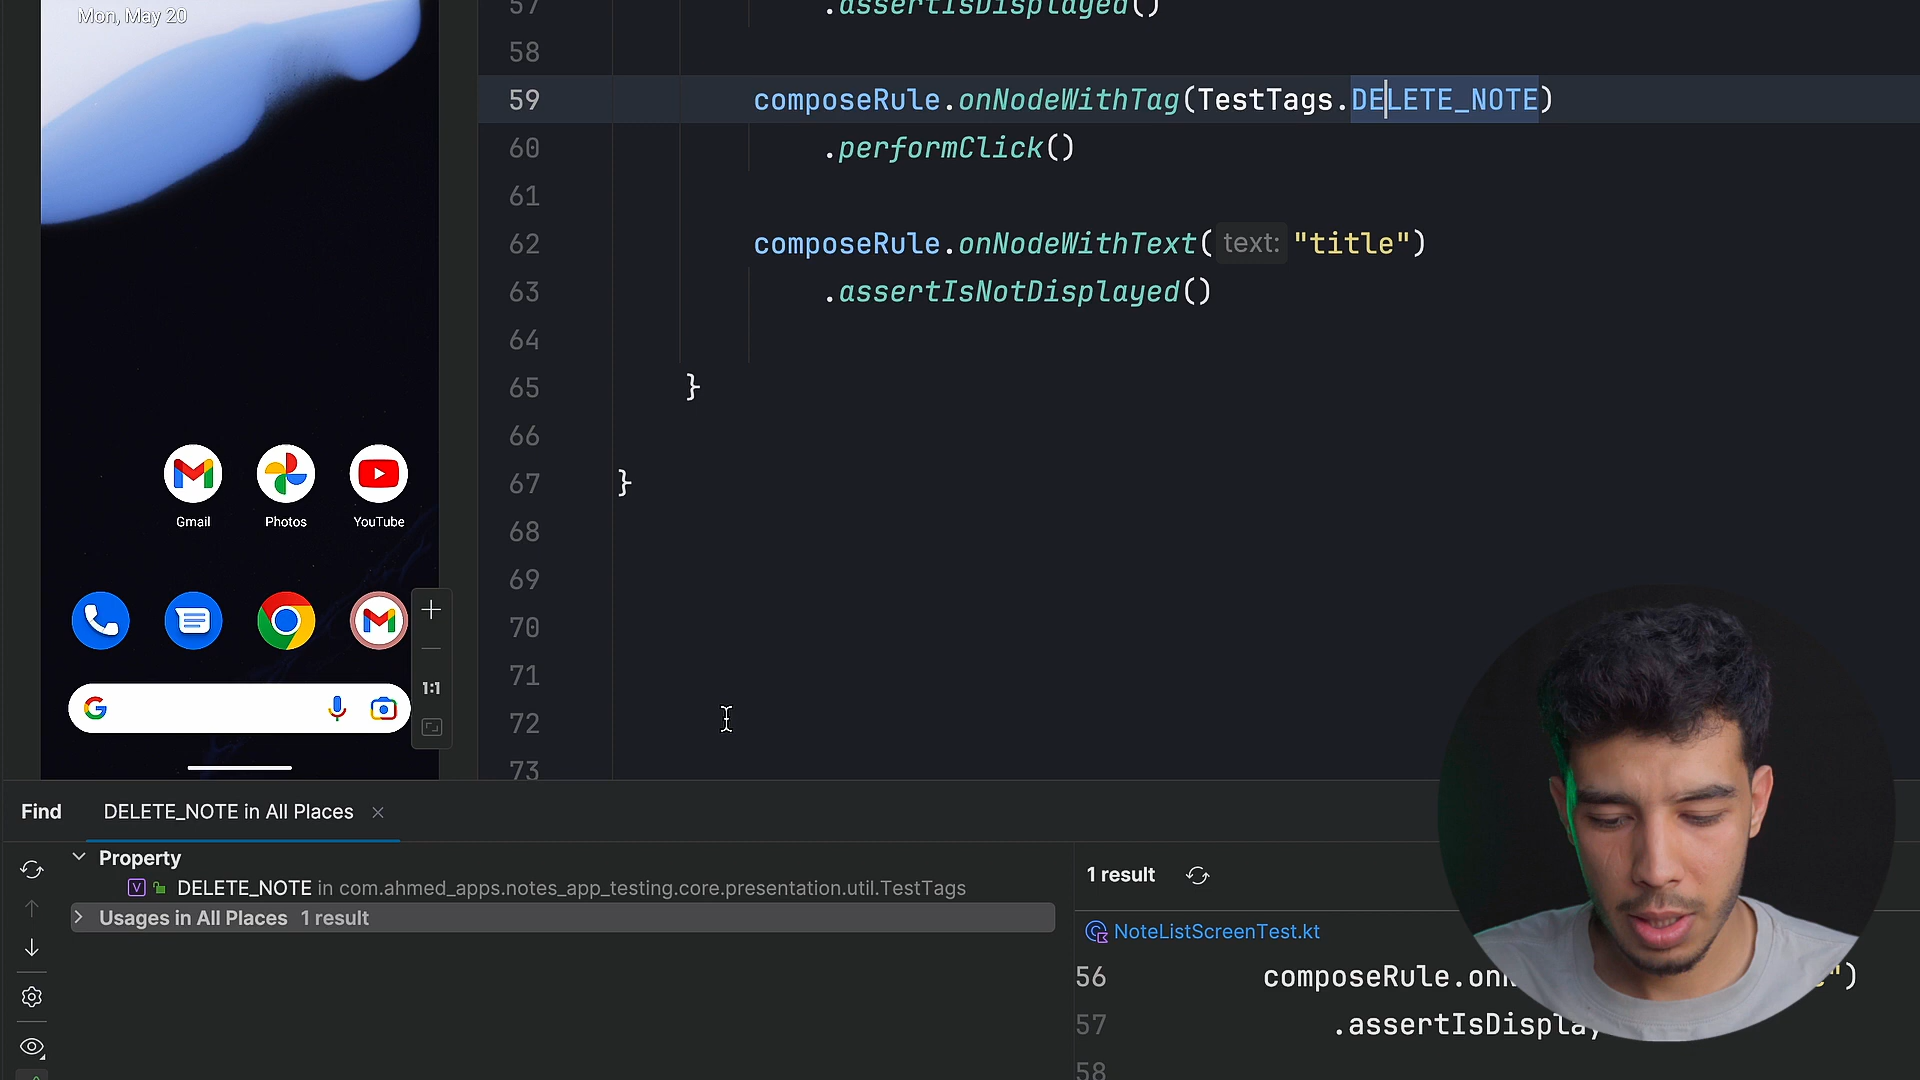 Mon, May 20
Gmail
Photos
YouTube
1:1
57 .assertIsDisplayed()
58
59 composeRule.onNodeWithTag(TestTags.DELETE_NOTE)
60 .performClick()
61
62 composeRule.onNodeWithText( text: "title")
63 .assertIsNotDisplayed()
64
65 }
66
67 }
68
69
70
71
72
73
Find DELETE_NOTE in All Places
Property
DELETE_NOTE in com.ahmed_apps.notes_app_testing.core.presentation.util.TestTags
Usages in All Places 1 result
1 result
NoteListScreenTest.kt
56 composeRule. ")
57 .assertIsDisplay
58